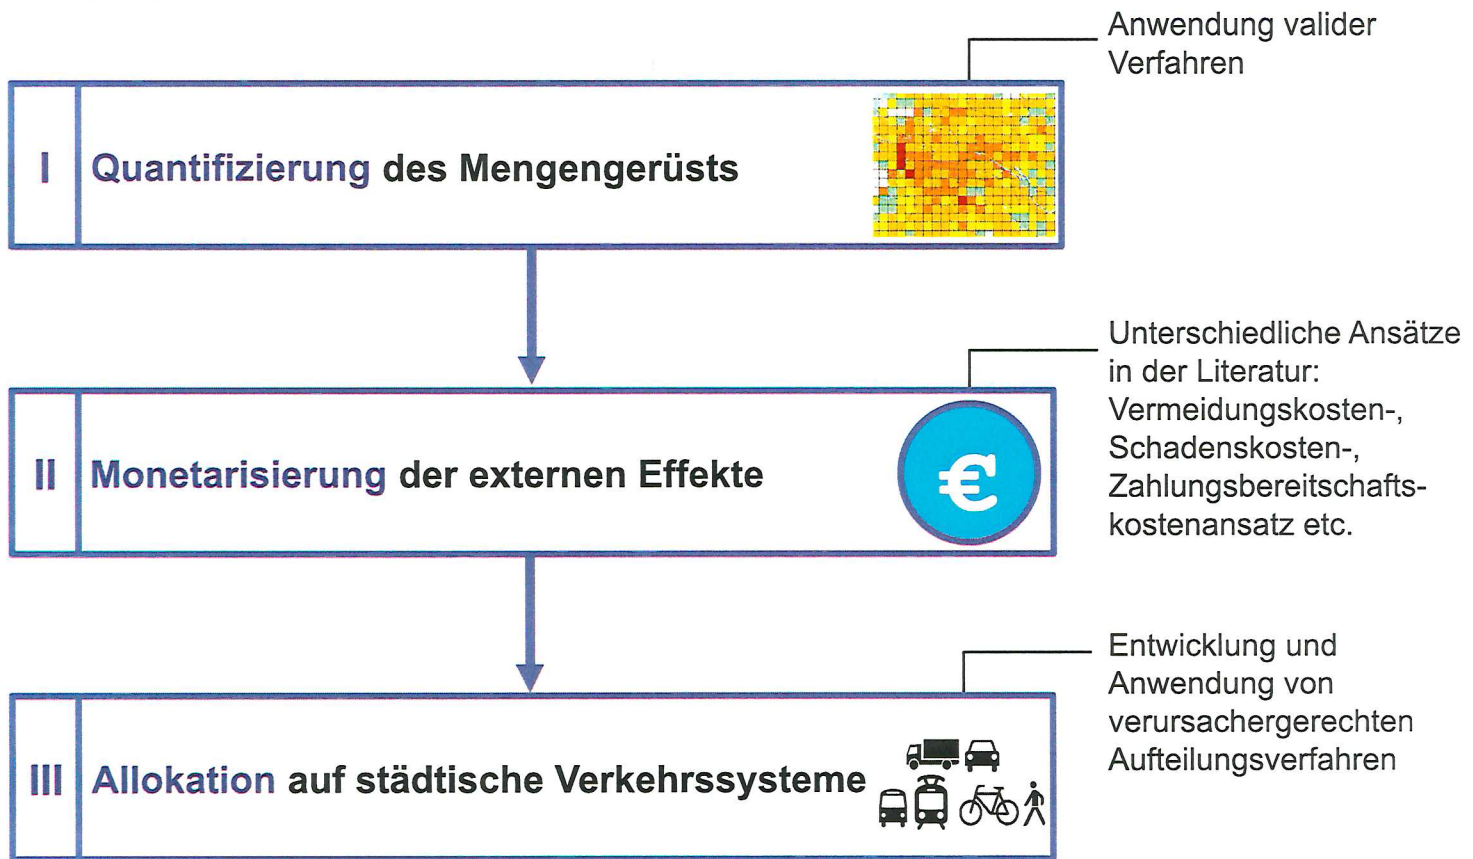 Anwendung valider
Verfahren
I Quantifizierung des Mengengerüsts
Unterschiedliche Ansätze
in der Literatur:
Vermeidungskosten-,
Schadenskosten-,
Zahlungsbereitschafts-
kostenansatz etc.
II Monetarisierung der externen Effekte €
Entwicklung und
Anwendung von
verursachergerechten
Aufteilungsverfahren
III Allokation auf städtische Verkehrssysteme